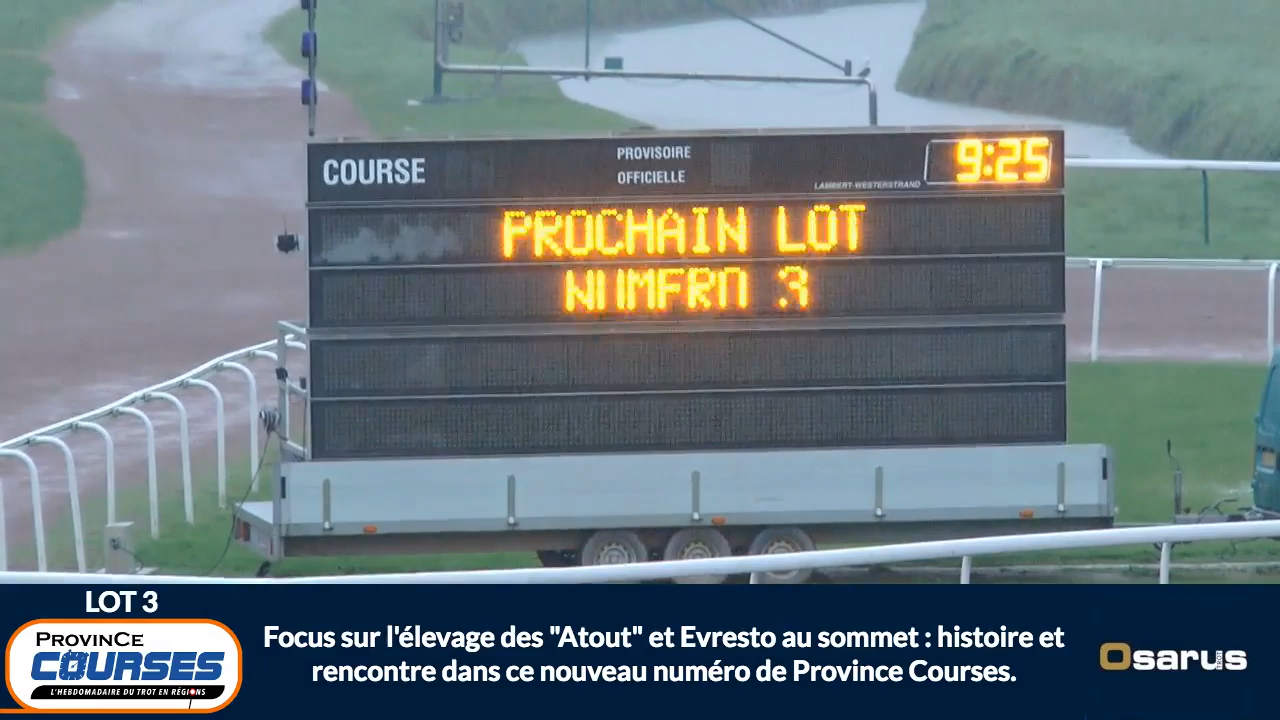 COURSE
PROVISOIRE
OFFICIELLE
LAMBERT-WESTERSTRAND
9:25
PROCHAIN LOT
NUMERO 3
LOT 3
PROVINCE
COURSES
L'HEBDOMADAIRE DU TROT EN RÉGIONS
Focus sur l'élevage des "Atout" et Evresto au sommet : histoire et
rencontre dans ce nouveau numéro de Province Courses.
Osarus